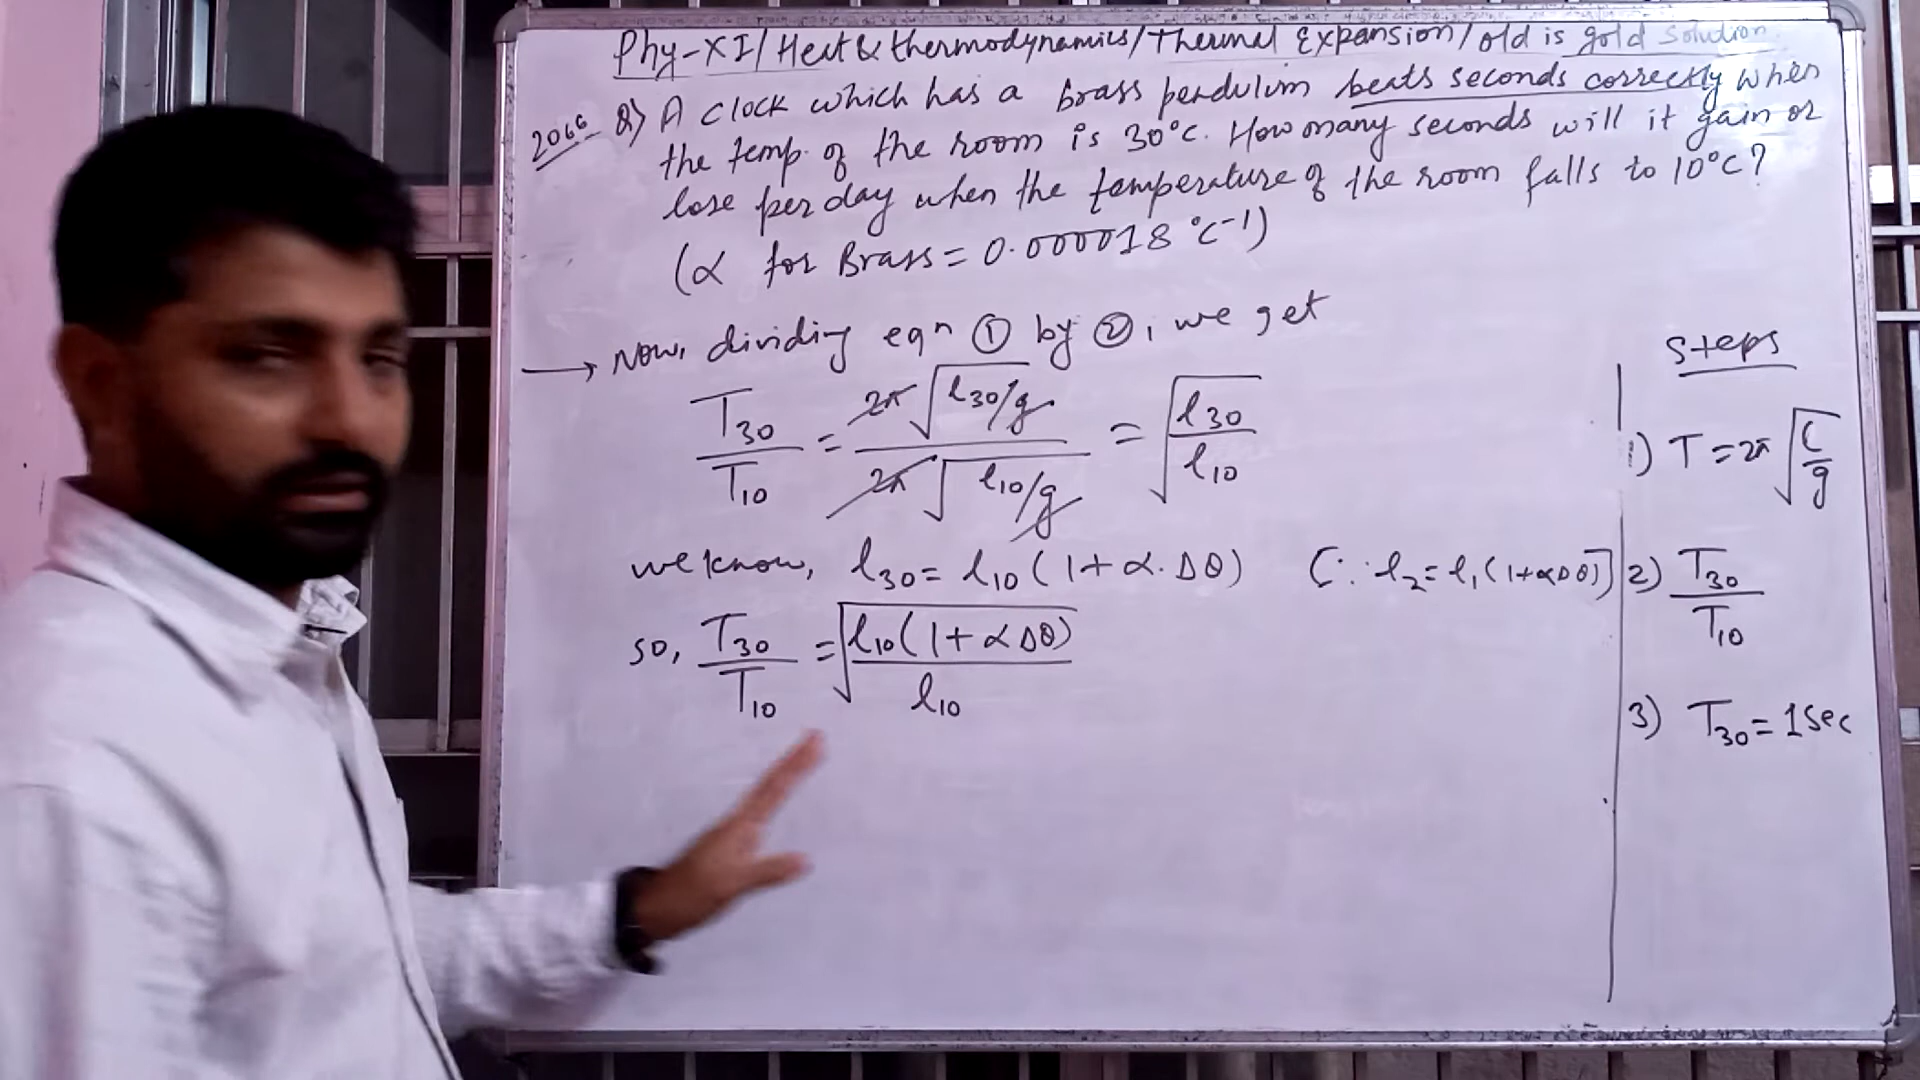 Phy-XI/Heat & thermodynamics/Thermal Expansion/old is gold solution
2066 Q) A clock which has a brass pendulum beats seconds correctly when
the temp. of the room is 30°C. How many seconds will it gain or
lose per day when the temperature of the room falls to 10°C?
(α for Brass = 0.000018 °C⁻¹)
→ Now, dividing eqn ① by ②, we get
T₃₀/T₁₀ = 2π√(l₃₀/g) / 2π√(l₁₀/g) = √(l₃₀/l₁₀)
we know, l₃₀ = l₁₀ (1 + α.Δθ) [∵ l₂ = l₁(1+αΔθ)]
so, T₃₀/T₁₀ = √(l₁₀(1 + αΔθ)/l₁₀)
Steps
1) T = 2π√(l/g)
2) T₃₀/T₁₀
3) T₃₀ = 1 sec